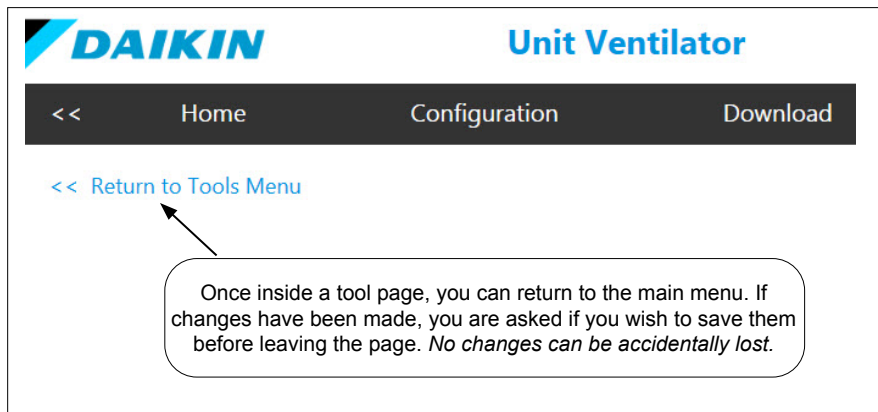 DAIKIN Unit Ventilator
<< Home Configuration Download
<< Return to Tools Menu
Once inside a tool page, you can return to the main menu. If
changes have been made, you are asked if you wish to save them
before leaving the page. No changes can be accidentally lost.